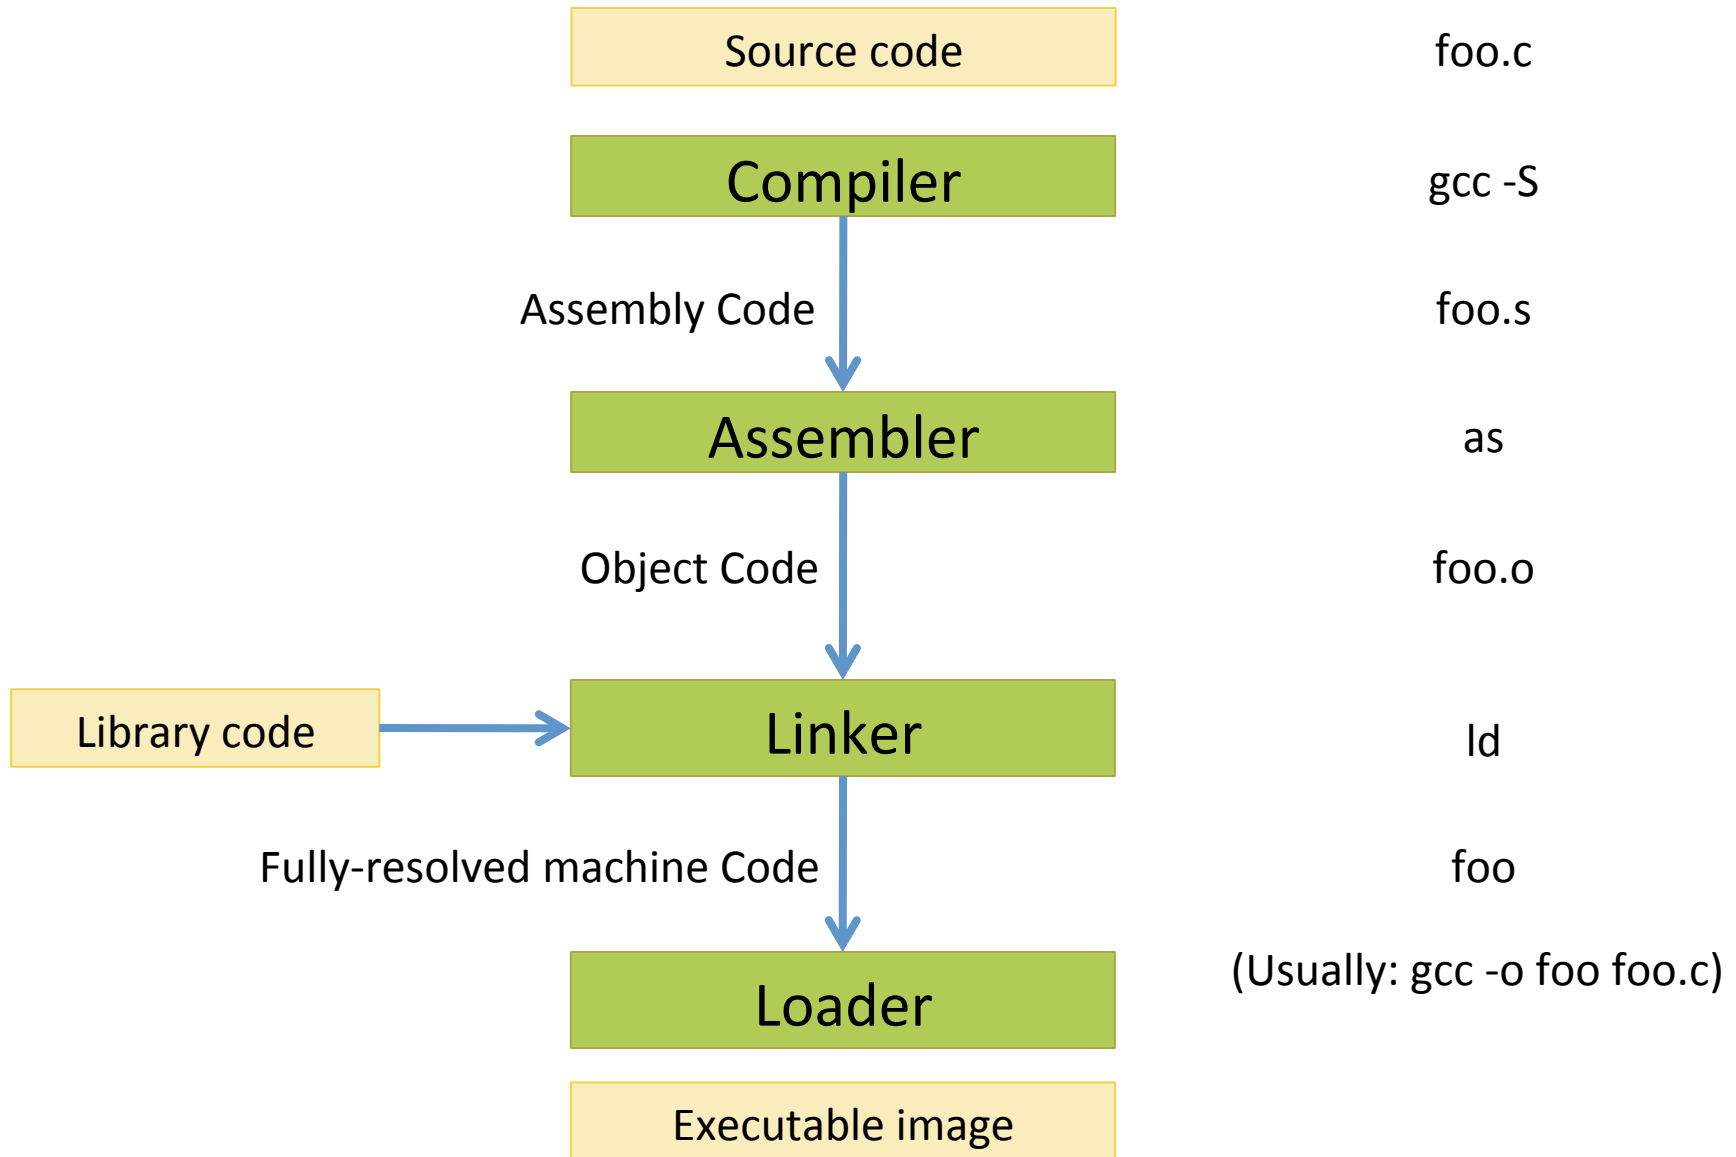 Source code
foo.c
Compiler
gcc -S
Assembly Code
foo.s
Assembler
as
Object Code
foo.o
Library code
Linker
ld
Fully-resolved machine Code
foo
(Usually: gcc -o foo foo.c)
Loader
Executable image